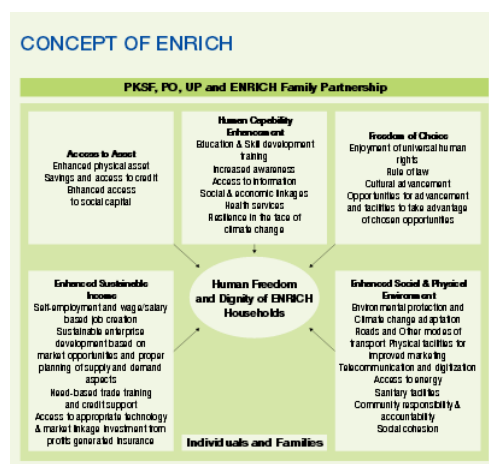 CONCEPT OF ENRICH
PKSF, PO, UP and ENRICH Family Partnership
Access to Asset
Enhanced physical asset
Savings and access to credit
Enhanced access
to social capital
Human Capability
Enhancement
Education & Skill development
training
Increased awareness
Access to information
Social & economic linkages
Health services
Resilience in the face of
climate change
Freedom of Choice
Enjoyment of universal human
rights
Rule of law
Cultural advancement
Opportunities for advancement
and facilities to take advantage
of chosen opportunities
Human Freedom
and Dignity of ENRICH
Households
Enhanced Sustainable
Income
Self-employment and wage/salary
based job creation
Sustainable enterprise
development based on
market opportunities and proper
planning of supply and demand
aspects
Need-based trade training
and credit support
Access to appropriate technology
& market linkage investment from
profits generated insurance
Enhanced Social & Physical
Environment
Environmental protection and
Climate change adaptation
Roads and Other modes of
transport Physical facilities for
improved marketing
Telecommunication and digitization
Access to energy
Sanitary facilities
Community responsibility &
accountability
Social cohesion
Individuals and Families